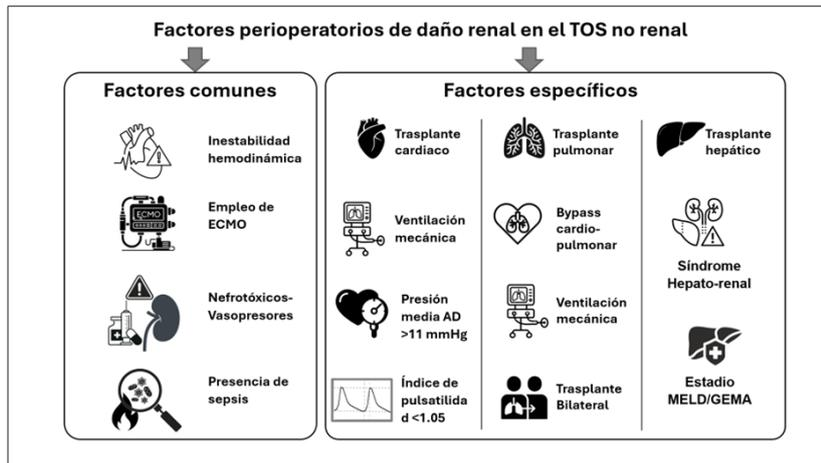 Factores perioperatorios de daño renal en el TOS no renal
Factores comunes
Inestabilidad
hemodinámica
ECMO
Empleo de
ECMO
Nefrotóxicos-
Vasopresores
Presencia de
sepsis
Factores específicos
Trasplante
cardiaco
Ventilación
mecánica
Presión
media AD
>11 mmHg
Índice de
pulsatilida
d <1.05
Trasplante
pulmonar
Bypass
cardio-
pulmonar
Ventilación
mecánica
Trasplante
Bilateral
Trasplante
hepático
Síndrome
Hepato-renal
Estadio
MELD/GEMA